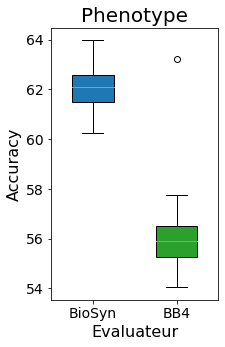 Phenotype
64
62
60
58
56
54
Accuracy
BioSyn BB4
Evaluateur